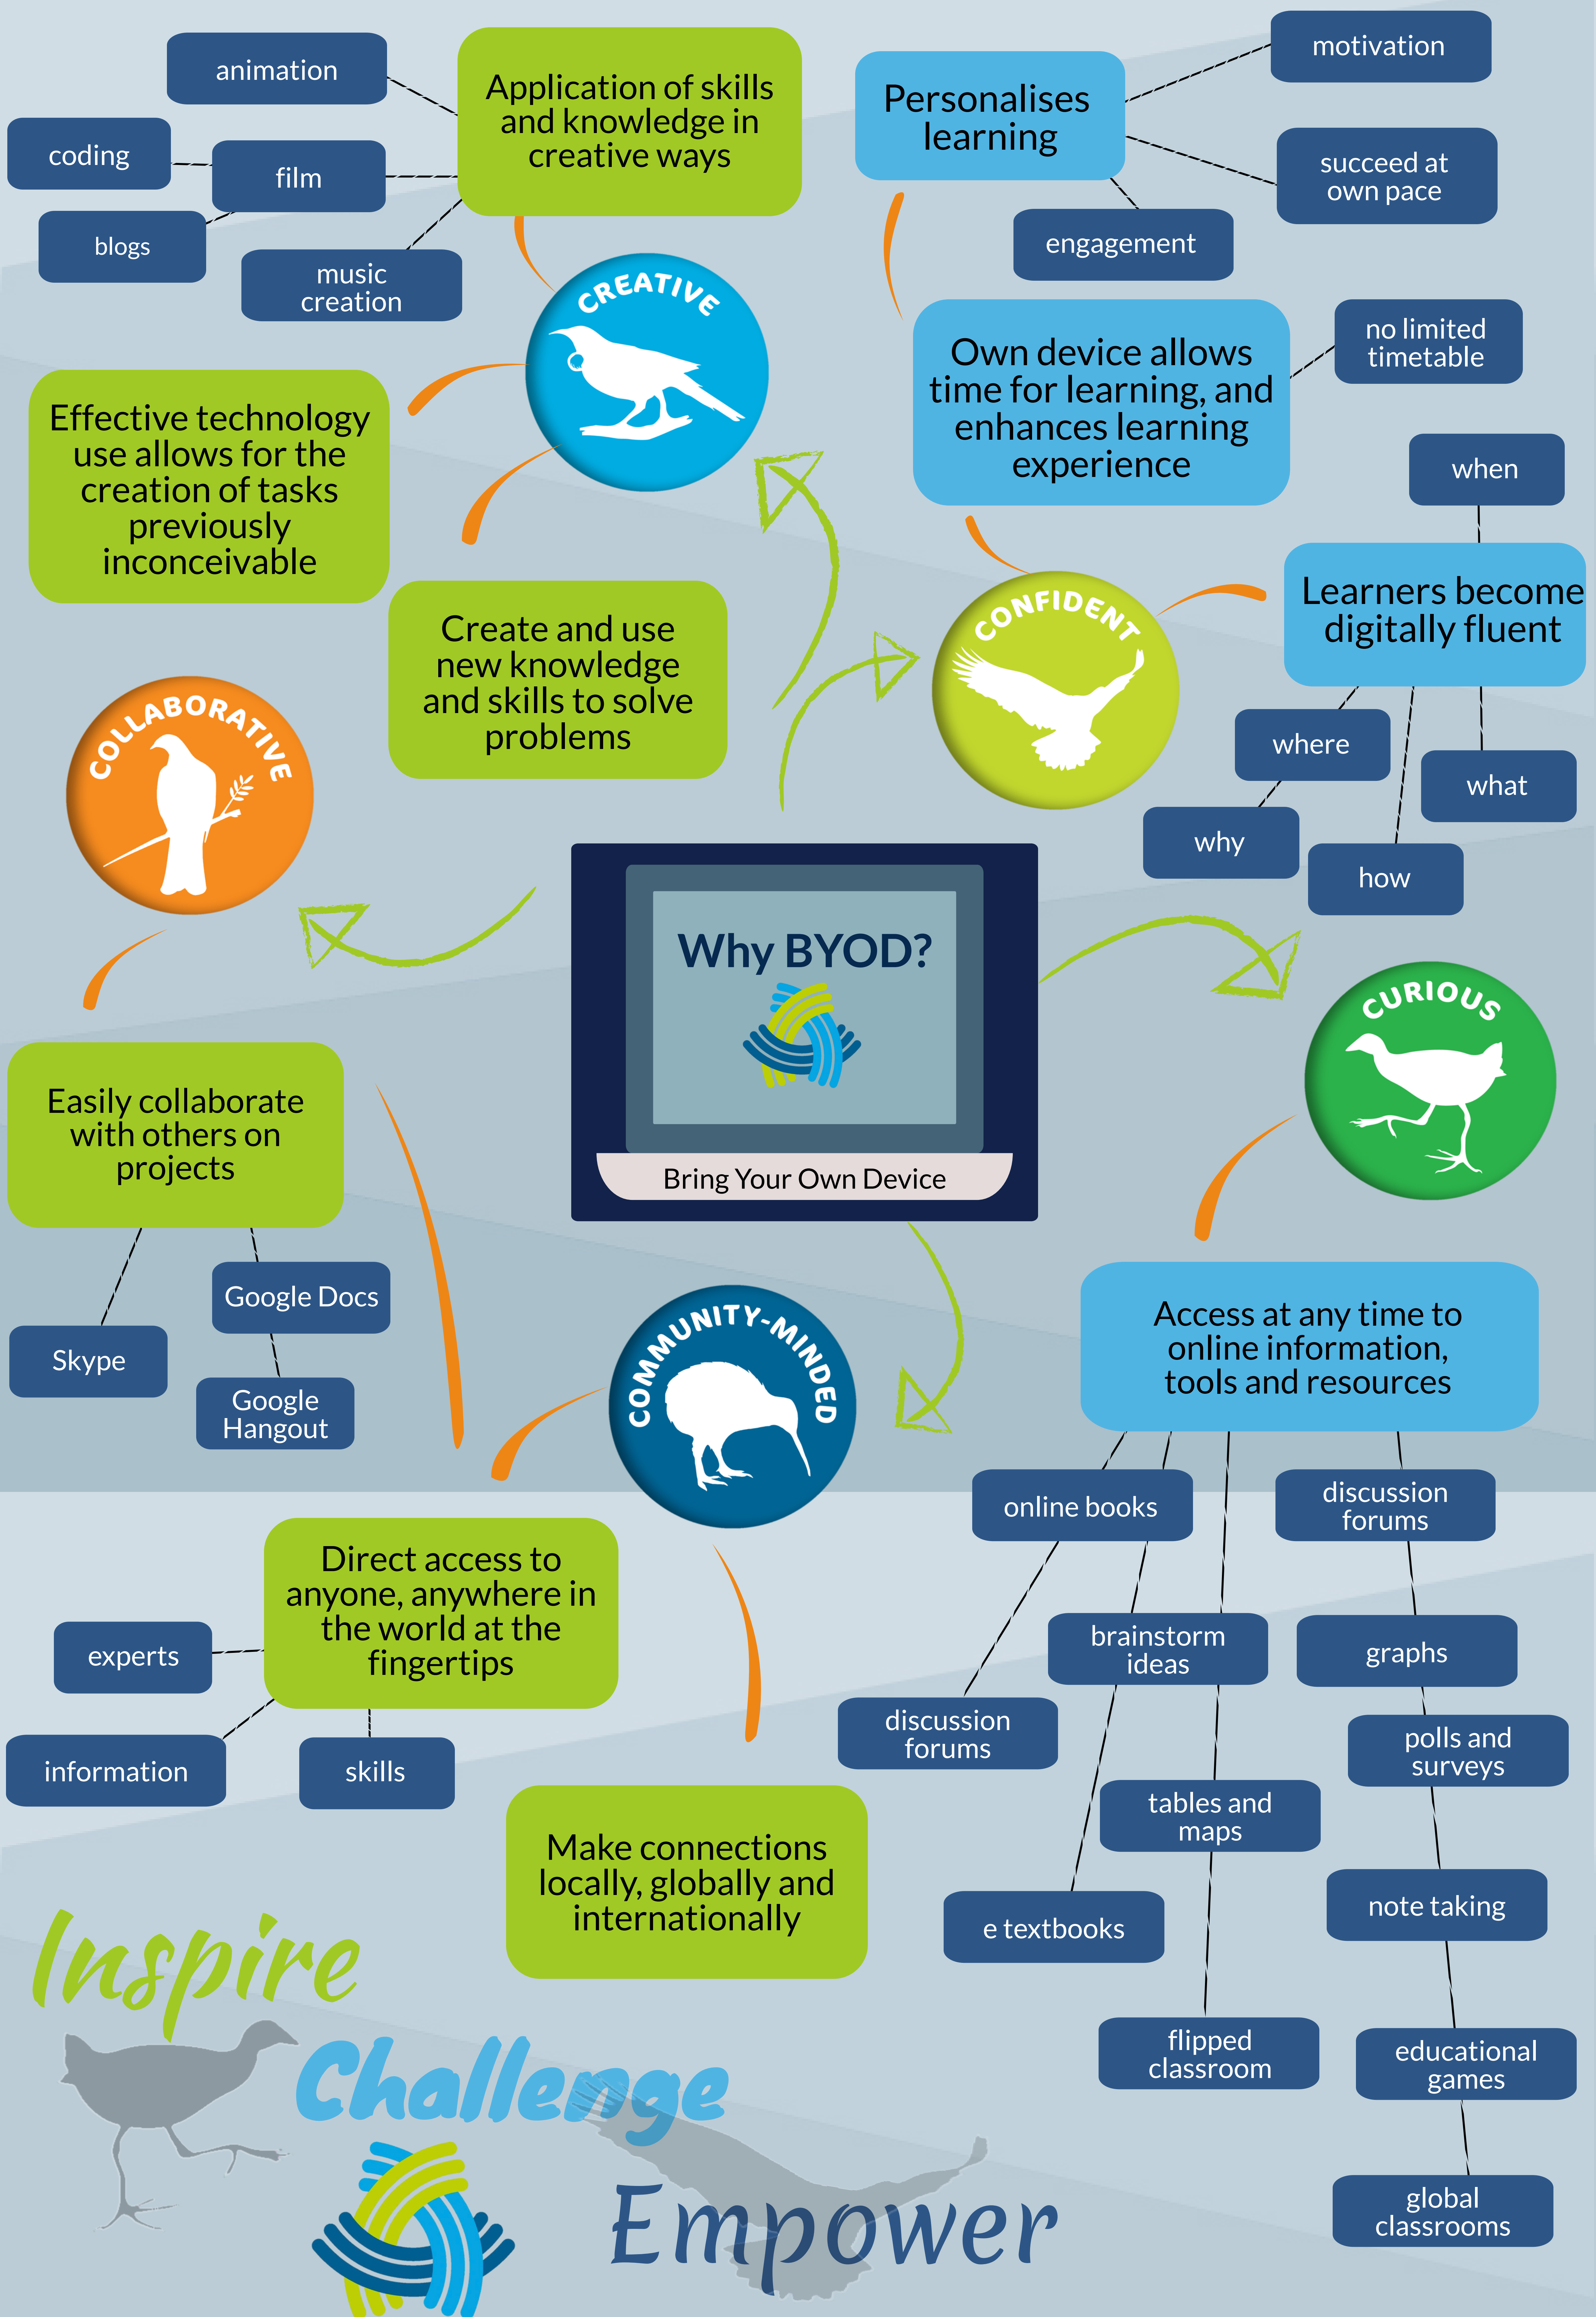 animation
coding
film
blogs
music
creation
Application of skills
and knowledge in
creative ways
CREATIVE
Effective technology
use allows for the
creation of tasks
previously
inconceivable
Create and use
new knowledge
and skills to solve
problems
Personalises
learning
motivation
succeed at
own pace
engagement
Own device allows
time for learning, and
enhances learning
experience
no limited
timetable
CONFIDENT
when
Learners become
digitally fluent
where
what
why
how
COLLABORATIVE
Why BYOD?
Bring Your Own Device
CURIOUS
Easily collaborate
with others on
projects
Google Docs
Skype
Google
Hangout
COMMUNITY-MINDED
Access at any time to
online information,
tools and resources
online books
discussion
forums
brainstorm
ideas
graphs
discussion
forums
polls and
surveys
tables and
maps
note taking
e textbooks
flipped
classroom
educational
games
global
classrooms
Direct access to
anyone, anywhere in
the world at the
fingertips
experts
information
skills
Make connections
locally, globally and
internationally
Inspire
Challenge
Empower